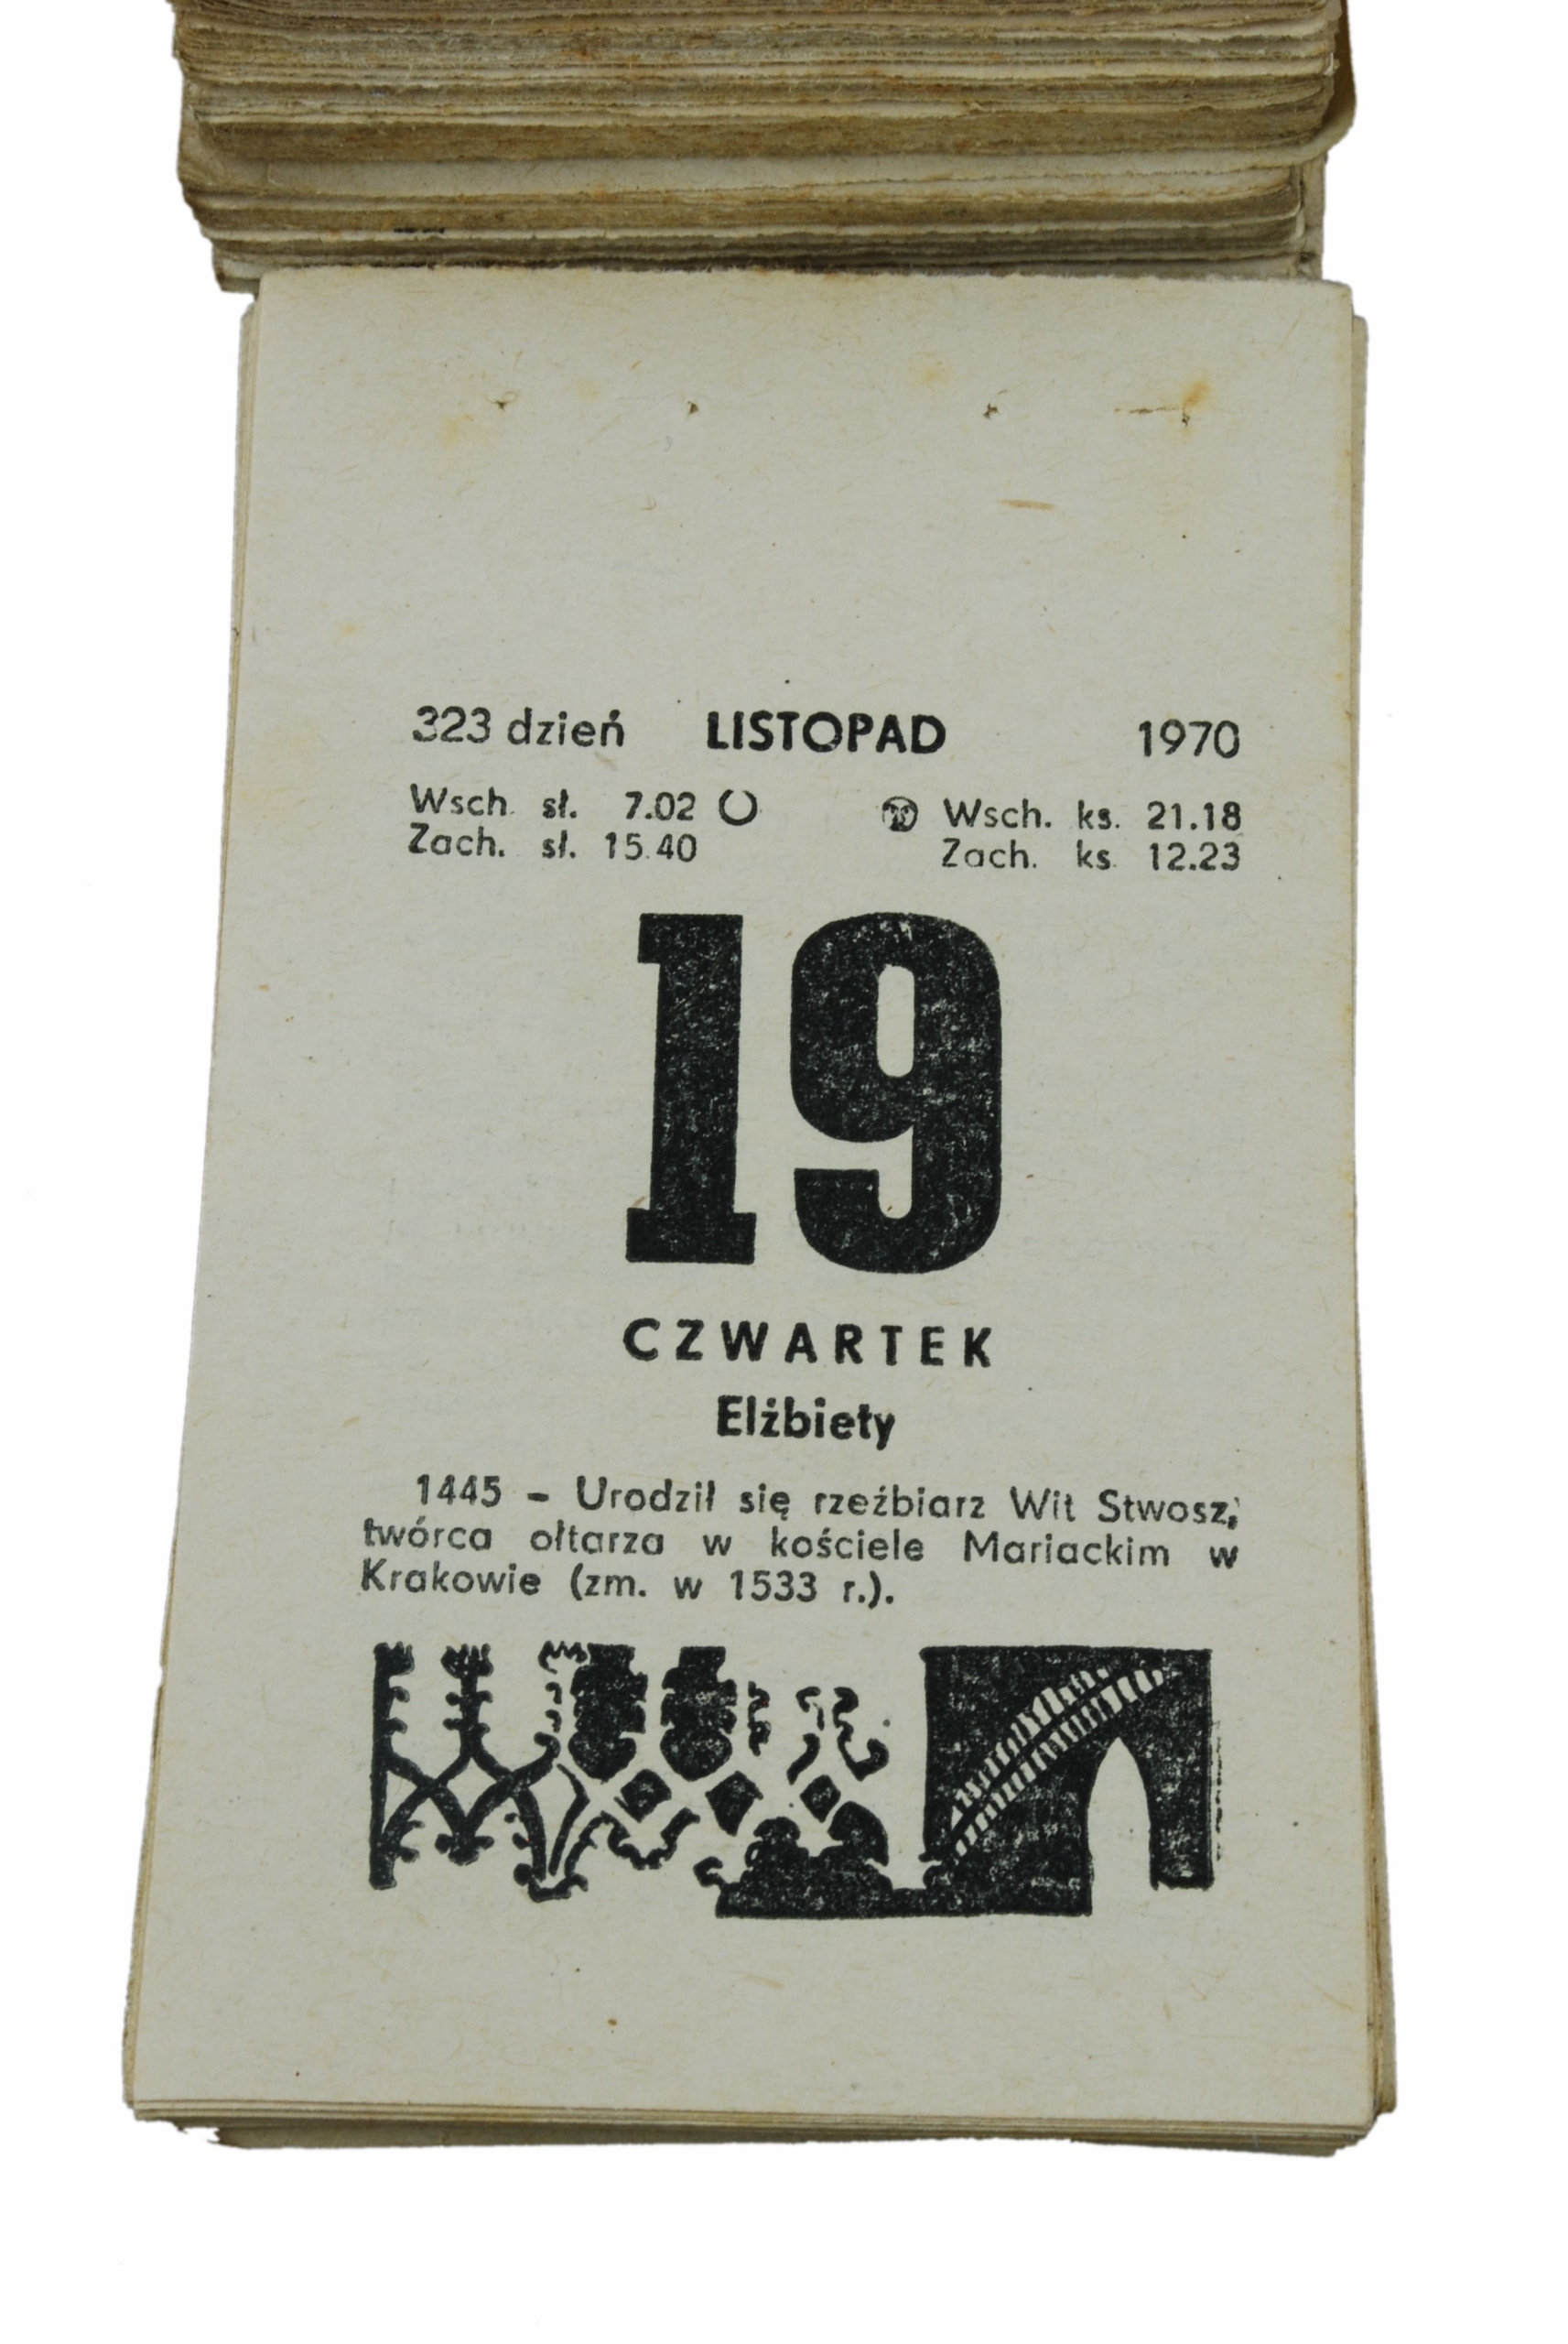 323 dzień LISTOPAD 1970
Wsch. sł. 7.02 Wsch. ks. 21.18
Zach. sł. 15.40 Zach. ks. 12.23
19
CZWARTEK
Elżbiety
1445 – Urodził się rzeźbiarz Wit Stwosz,
twórca ołtarza w kościele Mariackim w
Krakowie (zm. w 1533 r.).